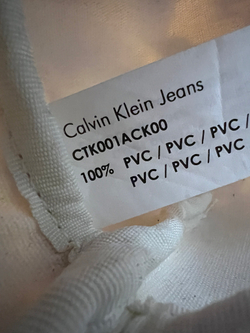 Calvin Klein Jeans
CTK001ACK00
100% PVC / PVC / PVC /
PVC / PVC / PVC